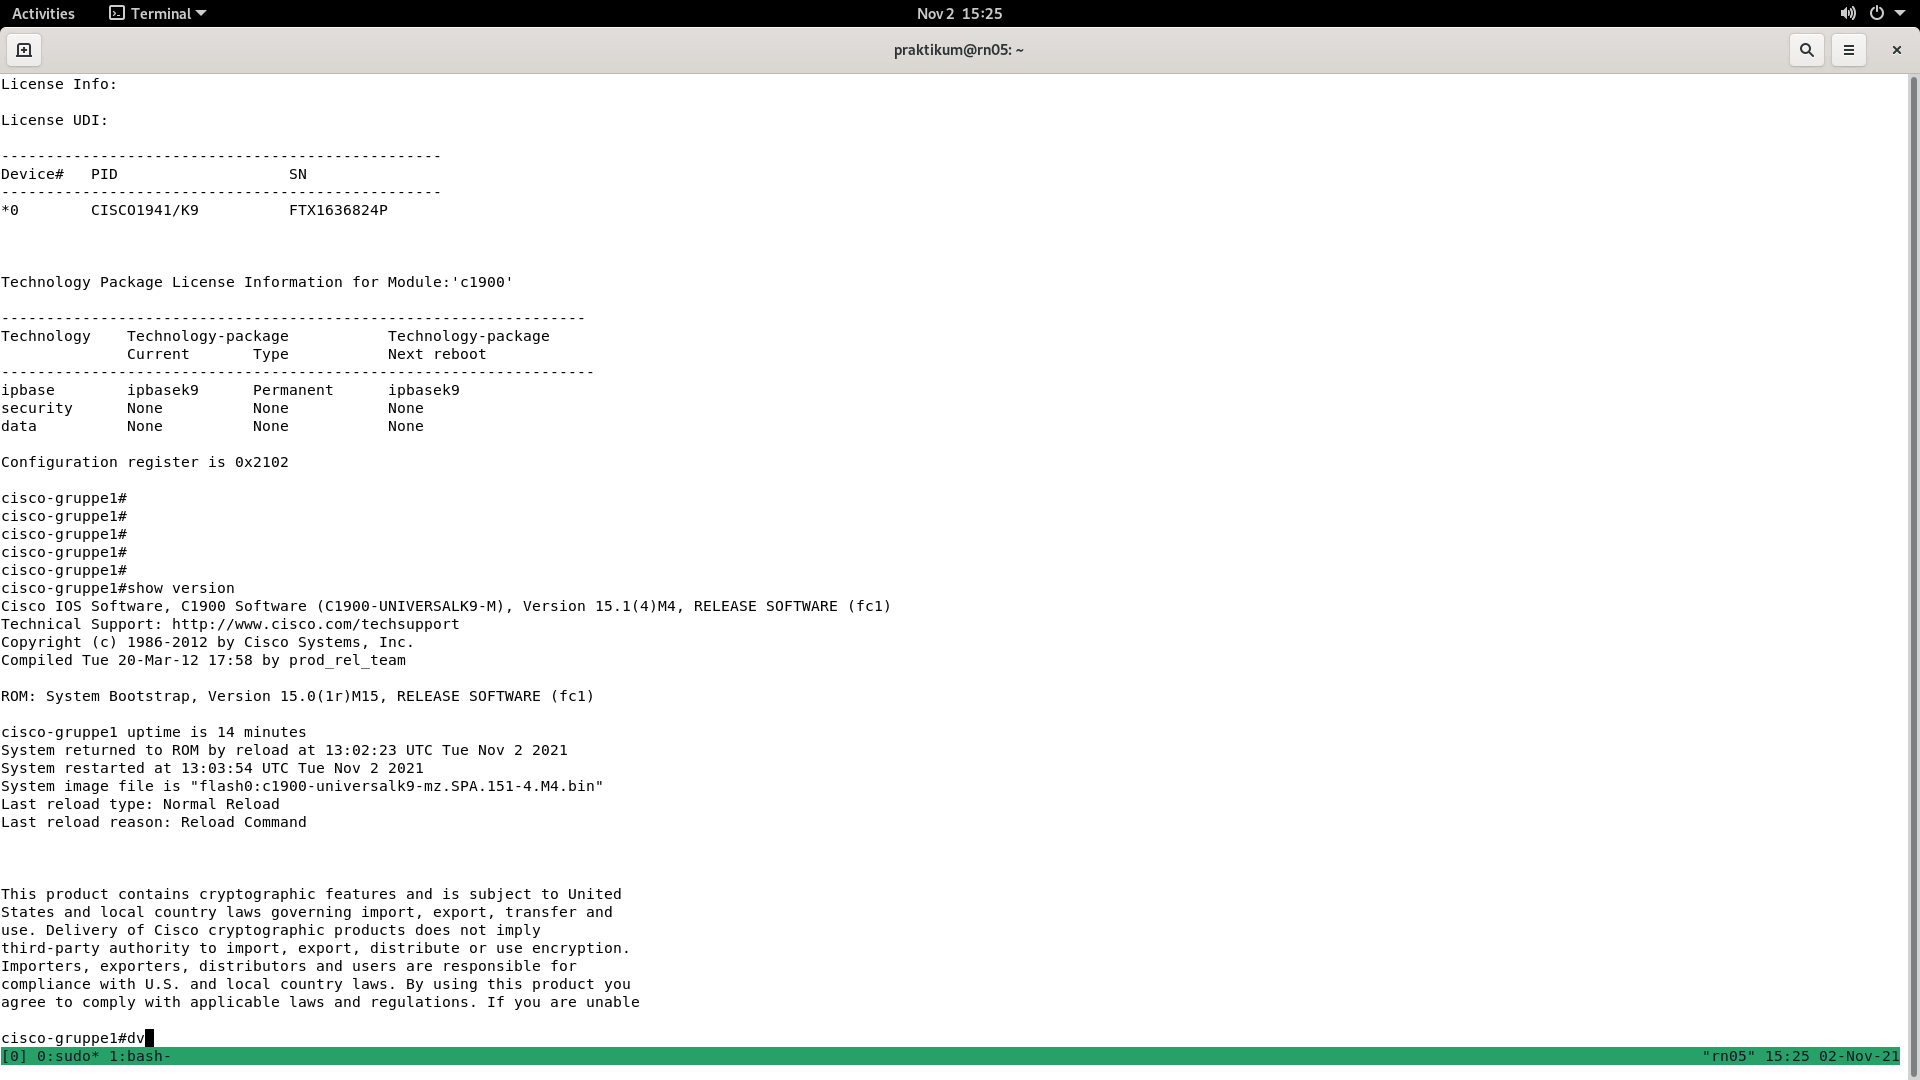 Activities
Terminal
Nov 2 15:25
praktikum@rn05: ~
License Info:
License UDI:
-------------------------------------------------
Device#   PID                   SN
-------------------------------------------------
*0        CISCO1941/K9          FTX1636824P
Technology Package License Information for Module:'c1900'
-----------------------------------------------------------------
Technology    Technology-package           Technology-package
              Current       Type           Next reboot
------------------------------------------------------------------
ipbase        ipbasek9      Permanent      ipbasek9
security      None          None           None
data          None          None           None
Configuration register is 0x2102
cisco-gruppe1#
cisco-gruppe1#
cisco-gruppe1#
cisco-gruppe1#
cisco-gruppe1#
cisco-gruppe1#show version
Cisco IOS Software, C1900 Software (C1900-UNIVERSALK9-M), Version 15.1(4)M4, RELEASE SOFTWARE (fc1)
Technical Support: http://www.cisco.com/techsupport
Copyright (c) 1986-2012 by Cisco Systems, Inc.
Compiled Tue 20-Mar-12 17:58 by prod_rel_team
ROM: System Bootstrap, Version 15.0(1r)M15, RELEASE SOFTWARE (fc1)
cisco-gruppe1 uptime is 14 minutes
System returned to ROM by reload at 13:02:23 UTC Tue Nov 2 2021
System restarted at 13:03:54 UTC Tue Nov 2 2021
System image file is "flash0:c1900-universalk9-mz.SPA.151-4.M4.bin"
Last reload type: Normal Reload
Last reload reason: Reload Command
This product contains cryptographic features and is subject to United
States and local country laws governing import, export, transfer and
use. Delivery of Cisco cryptographic products does not imply
third-party authority to import, export, distribute or use encryption.
Importers, exporters, distributors and users are responsible for
compliance with U.S. and local country laws. By using this product you
agree to comply with applicable laws and regulations. If you are unable
cisco-gruppe1#dv
[0] 0:sudo* 1:bash-
"rn05" 15:25 02-Nov-21